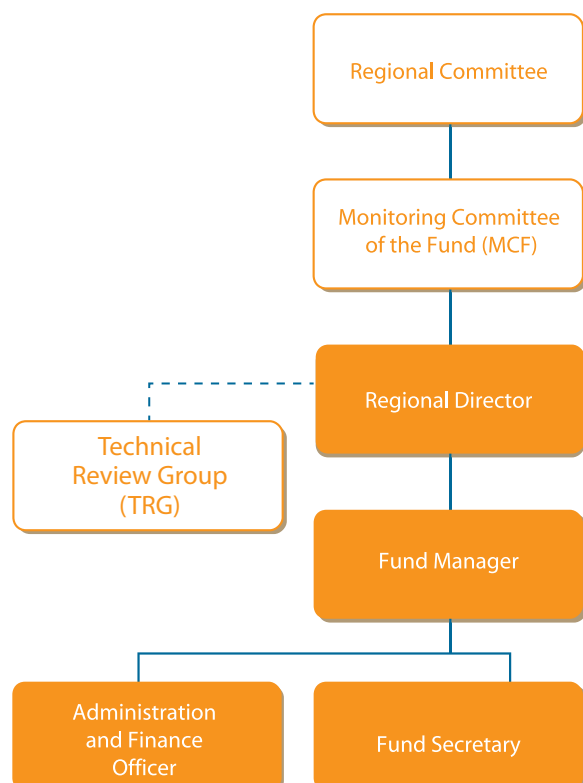 Regional Committee
Monitoring Committee
of the Fund (MCF)
Regional Director
Technical
Review Group
(TRG)
Fund Manager
Administration
and Finance
Officer
Fund Secretary